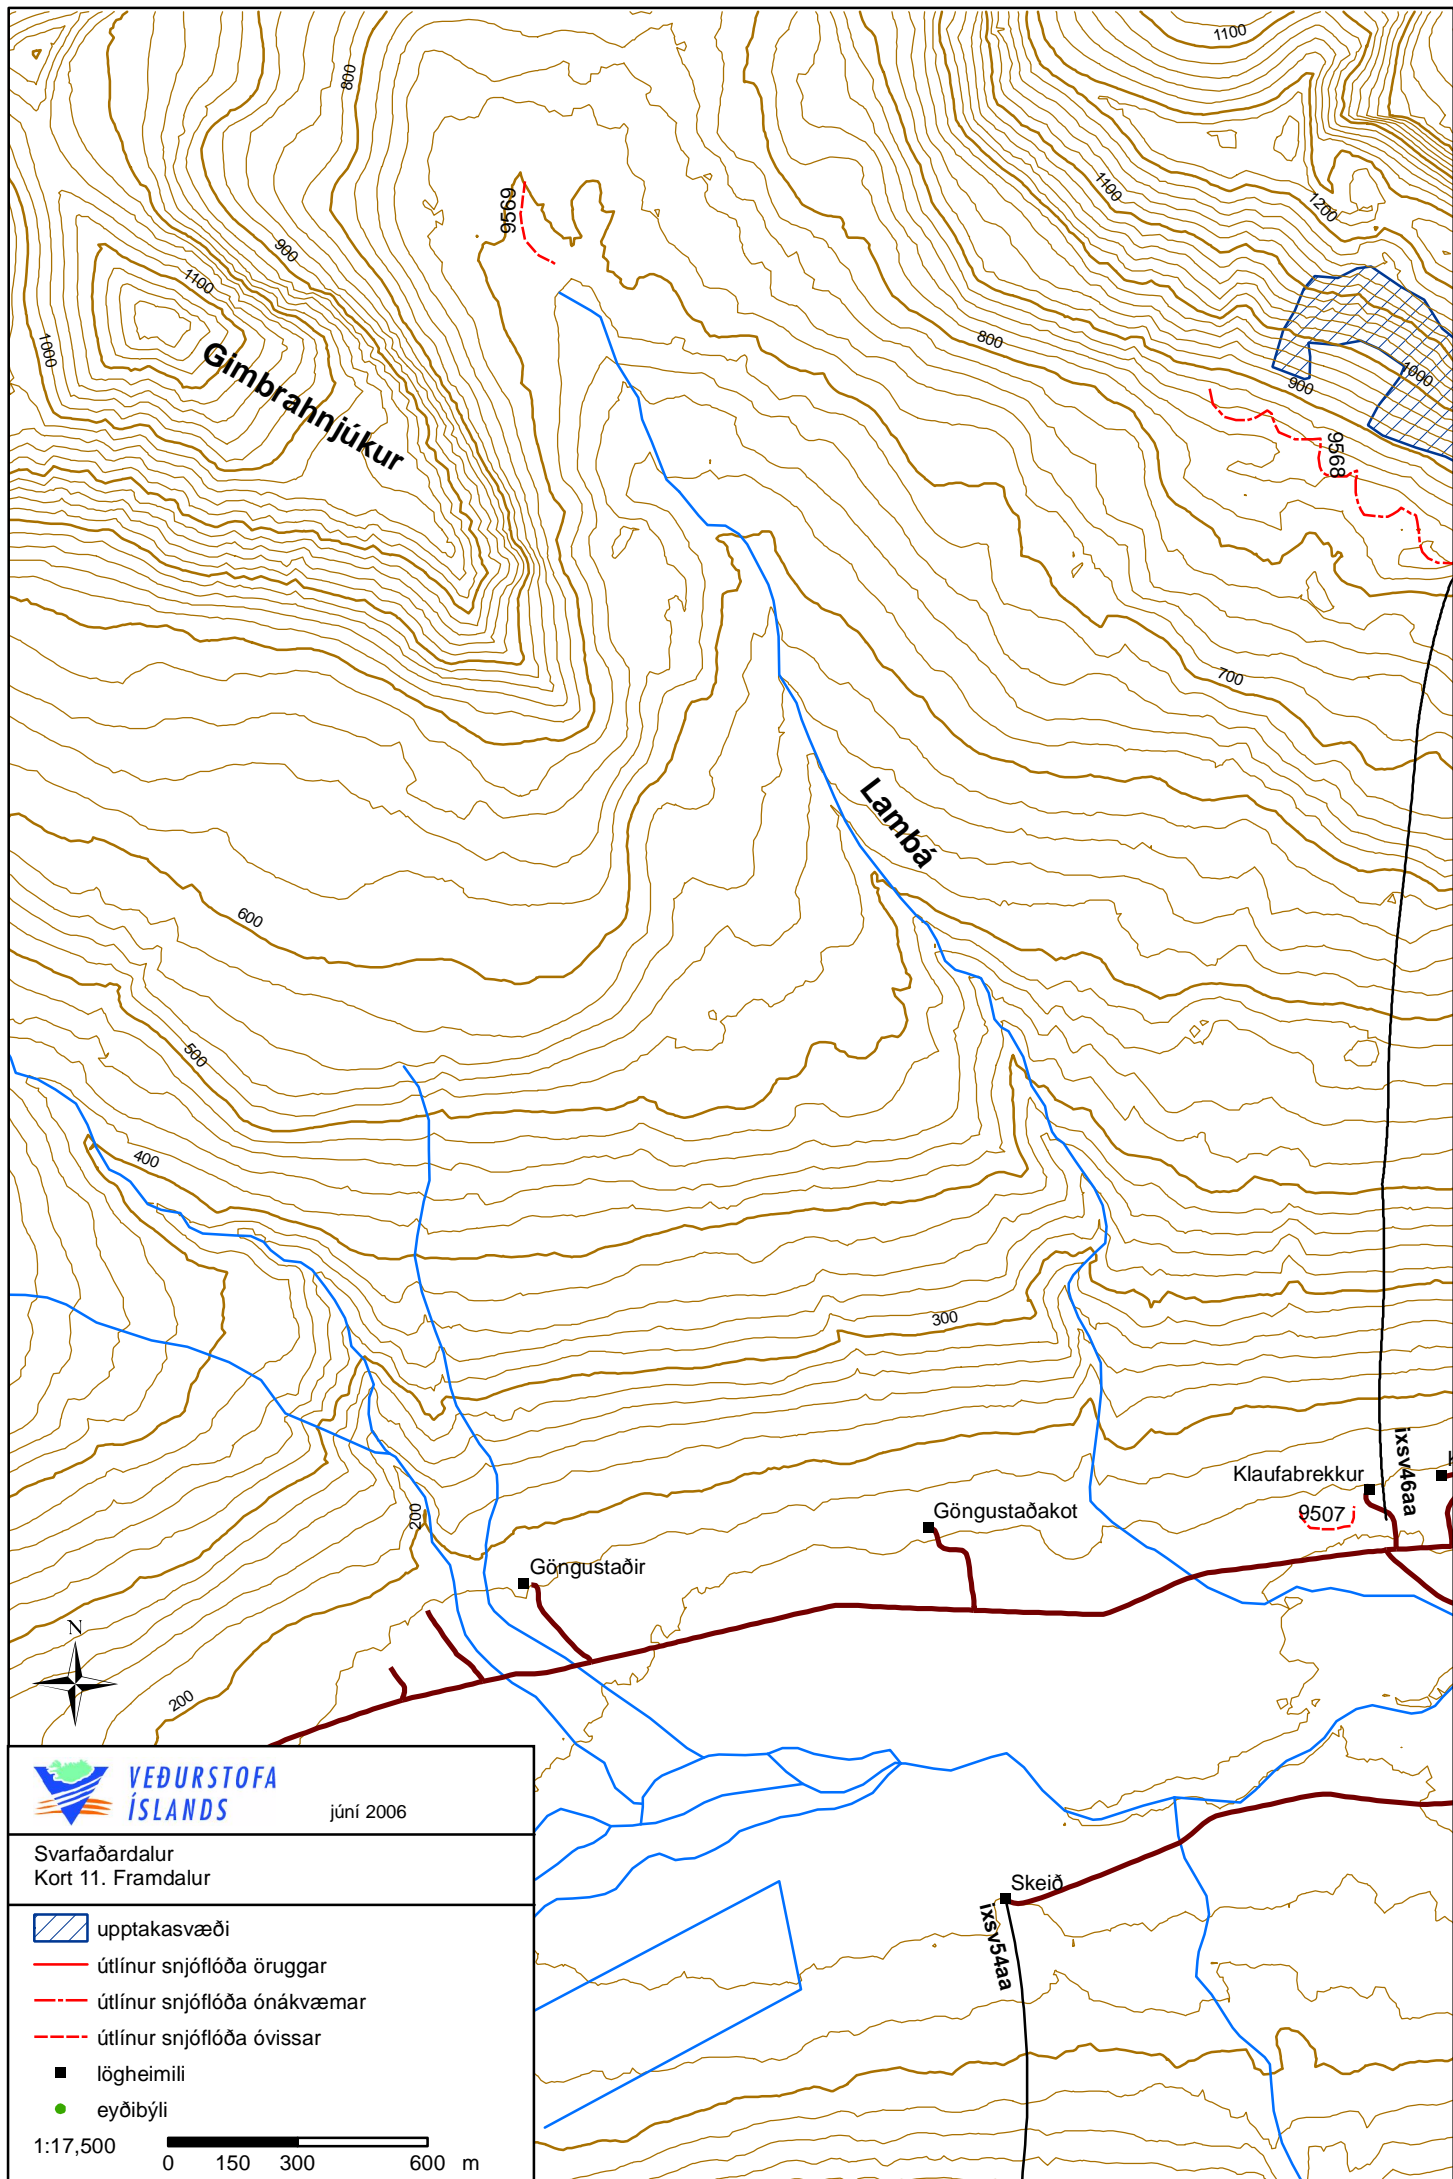 1100
800
1100
1200
9569
900
1100
1000
Gimbrahnjúkur
800
1000
900
9568
700
Lambá
600
500
400
300
ixsv46aa
Klaufabrekkur
9507
Göngustaðakot
200
Göngustaðir
N
200
VEÐURSTOFA
ÍSLANDS
júní 2006
Svarfaðardalur
Kort 11. Framdalur
Skeið
ixsv54aa
upptakasvæði
útlínur snjóflóða öruggar
útlínur snjóflóða ónákvæmar
útlínur snjóflóða óvissar
lögheimili
eyðibýli
1:17,500
0 150 300 600 m